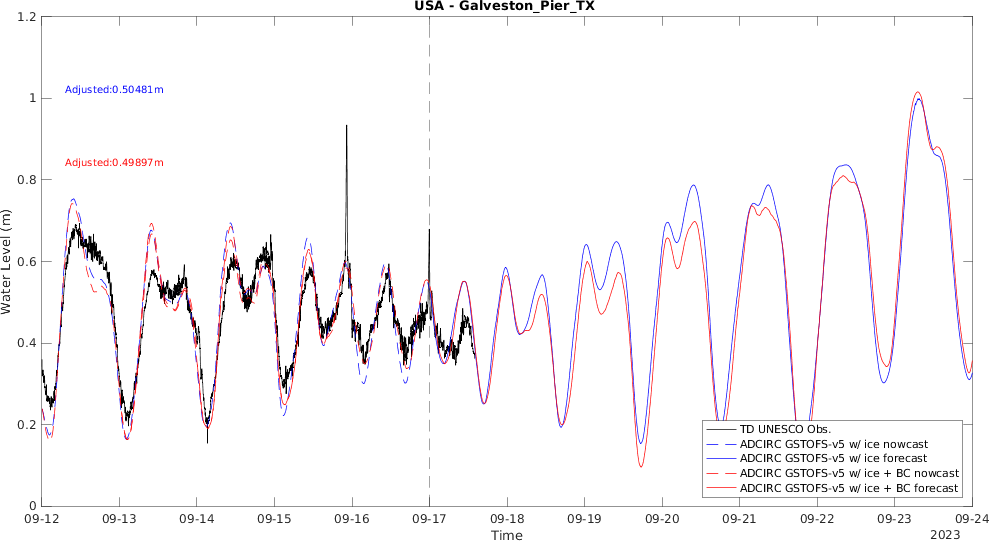 USA - Galveston_Pier_TX
1.2
1
0.8
0.6
0.4
0.2
0
Water Level (m)
Adjusted:0.50481m
Adjusted:0.49897m
TD UNESCO Obs.
ADCIRC GSTOFS-v5 w/ ice nowcast
ADCIRC GSTOFS-v5 w/ ice forecast
ADCIRC GSTOFS-v5 w/ ice + BC nowcast
ADCIRC GSTOFS-v5 w/ ice + BC forecast
09-12 09-13 09-14 09-15 09-16 09-17 09-18 09-19 09-20 09-21 09-22 09-23 09-24
Time
2023